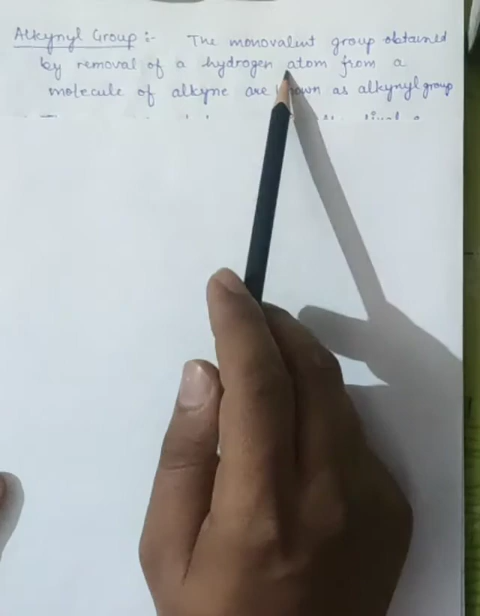 Alkynyl Group :- The monovalent group obtained
by removal of a hydrogen atom from a
molecule of alkyne are known as alkynyl group